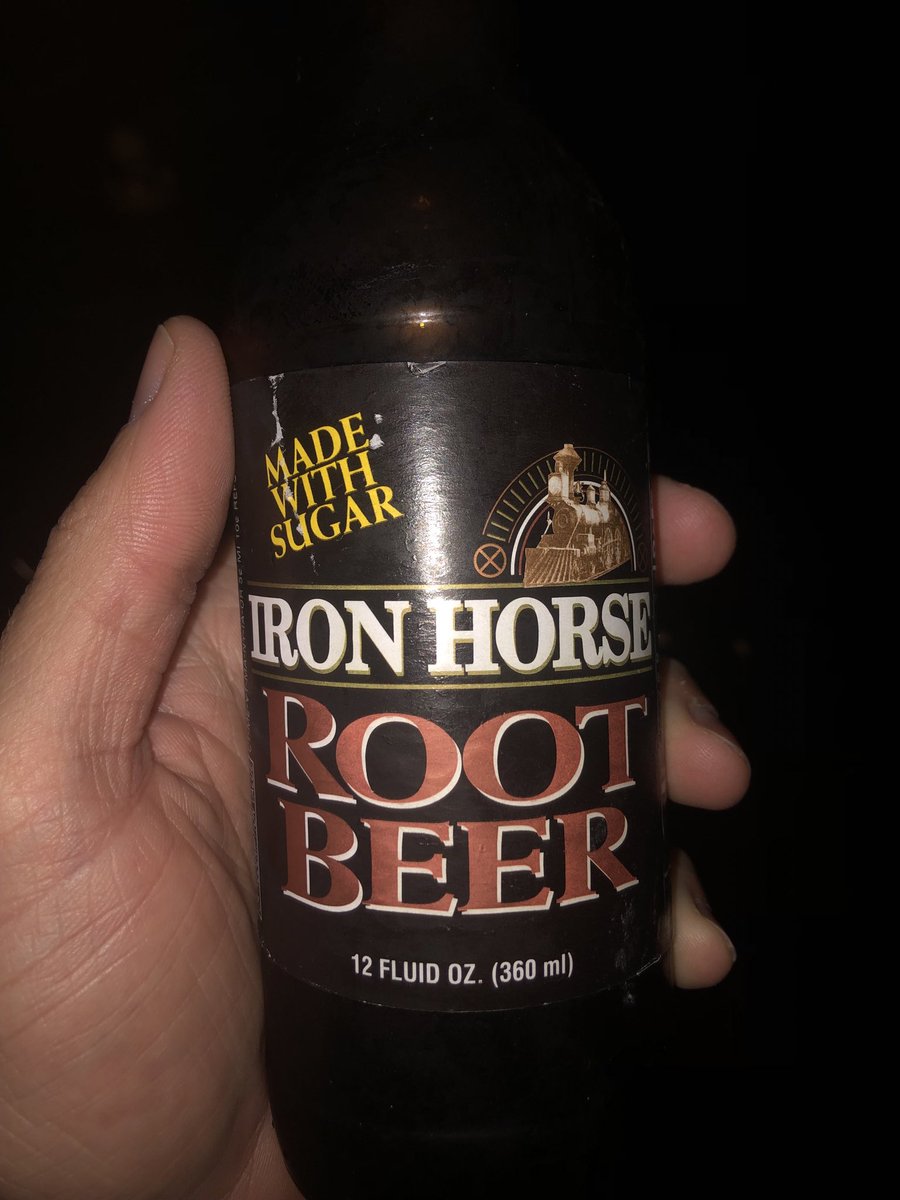 MADE
WITH
SUGAR
IRON HORSE
ROOT
BEER
12 FLUID OZ. (360 ml)